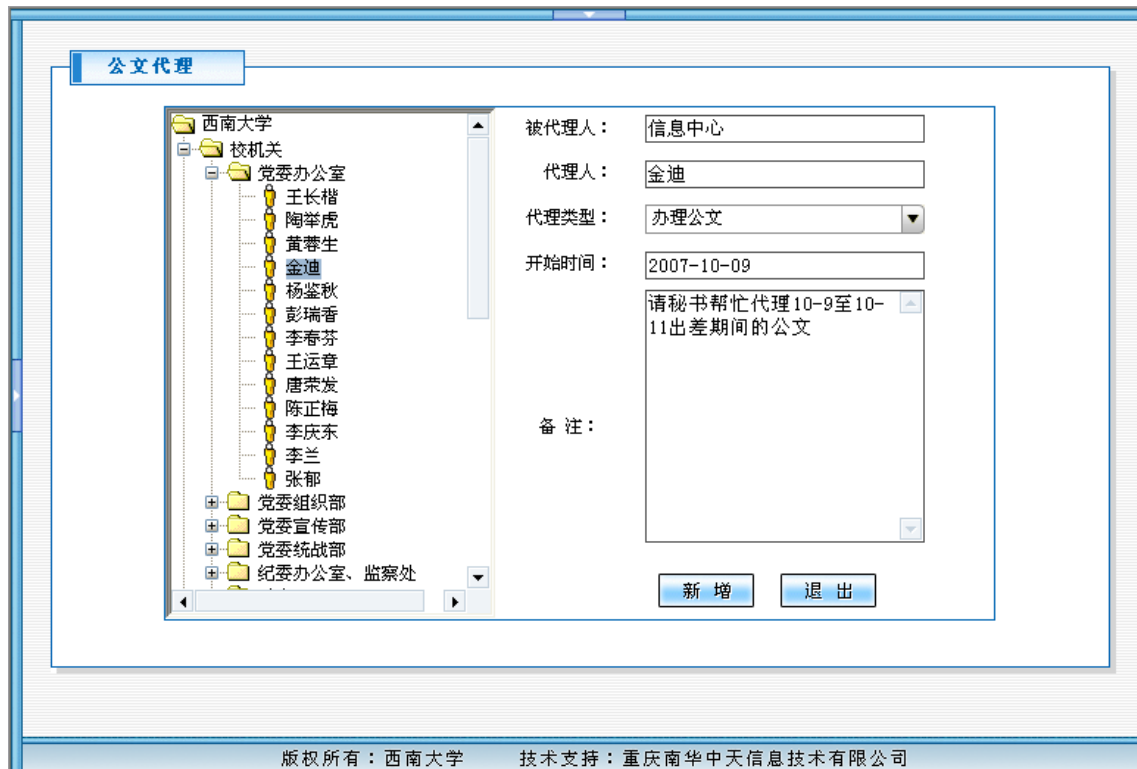 公文代理
西南大学
校机关
党委办公室
王长楷
陶举虎
黄蓉生
金迪
杨鉴秋
彭瑞香
李春芬
王运章
唐荣发
陈正梅
李庆东
李兰
张郁
党委组织部
党委宣传部
党委统战部
纪委办公室、监察处
被代理人：
信息中心
代理人：
金迪
代理类型：
办理公文
开始时间：
2007-10-09
备 注：
请秘书帮忙代理10-9至10-
11出差期间的公文
新 增
退 出
版权所有：西南大学 技术支持：重庆南华中天信息技术有限公司